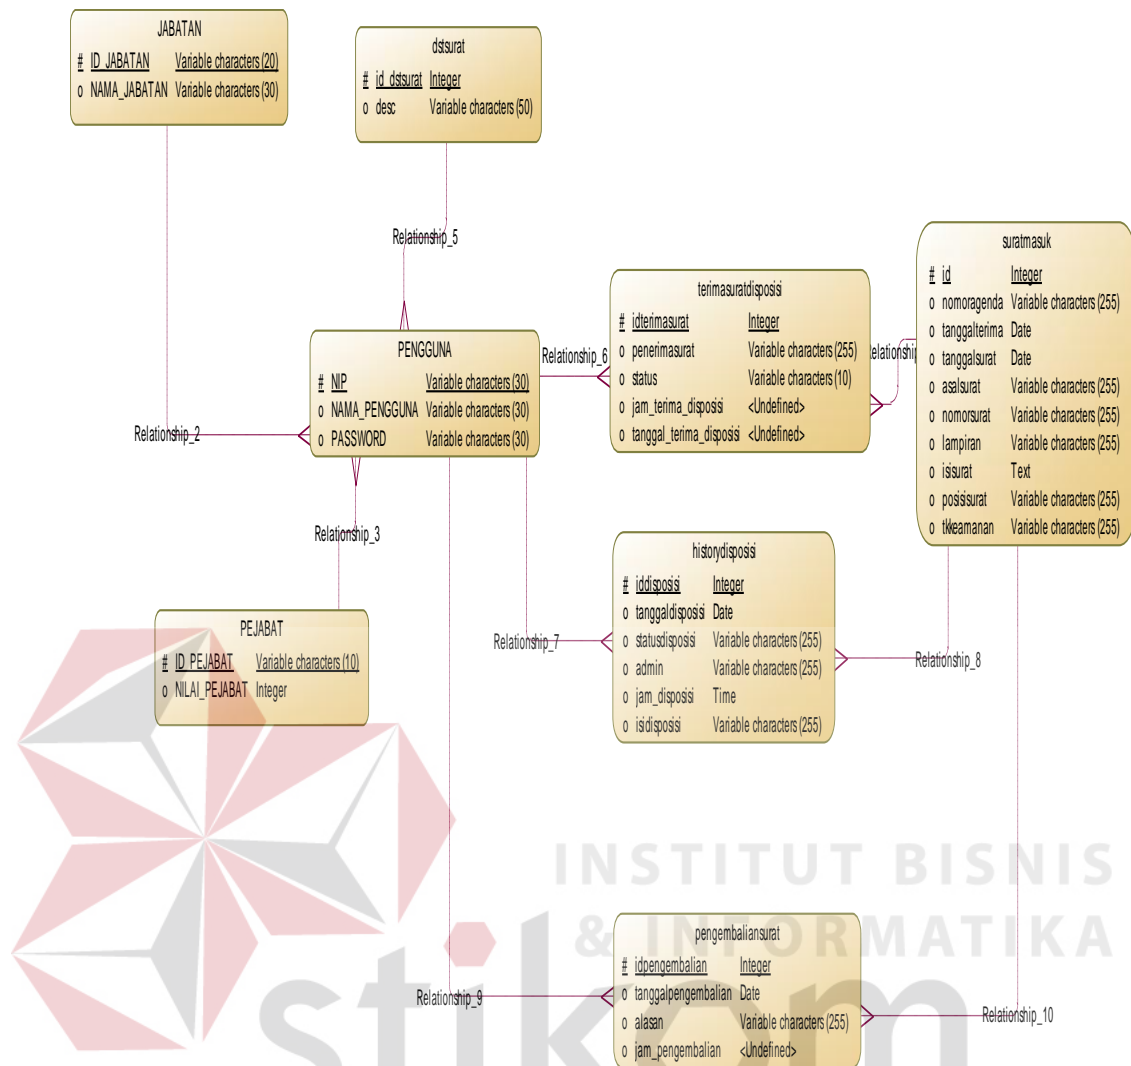 JABATAN
# ID_JABATAN Variable characters (20)
o NAMA_JABATAN Variable characters (30)
dstsurat
# id_dstsurat Integer
o desc Variable characters (50)
Relationship_5
suratmasuk
# id Integer
o nomoragenda Variable characters (255)
o tanggalterima Date
o tanggalsurat Date
o asalsurat Variable characters (255)
o nomorsurat Variable characters (255)
o lampiran Variable characters (255)
o isisurat Text
o posisisurat Variable characters (255)
o tkkeamanan Variable characters (255)
terimasuratdisposisi
# idterimasurat Integer
o penerimasurat Variable characters (255)
o status Variable characters (10)
o jam_terima_disposisi <Undefined>
o tanggal_terima_disposisi <Undefined>
PENGGUNA
# NIP Variable characters (30)
o NAMA_PENGGUNA Variable characters (30)
o PASSWORD Variable characters (30)
Relationship_6
Relationship_2
Relationship_3
historydisposisi
# iddisposisi Integer
o tanggaldisposisi Date
o statusdisposisi Variable characters (255)
o admin Variable characters (255)
o jam_disposisi Time
o isidisposisi Variable characters (255)
PEJABAT
# ID_PEJABAT Variable characters (10)
o NILAI_PEJABAT Integer
Relationship_7
Relationship_8
INSTITUT BISNIS
& INFORMATIKA
stikom
pengembaliansurat
# idpengembalian Integer
o tanggalpengembalian Date
o alasan Variable characters (255)
o jam_pengembalian <Undefined>
Relationship_9
Relationship_10